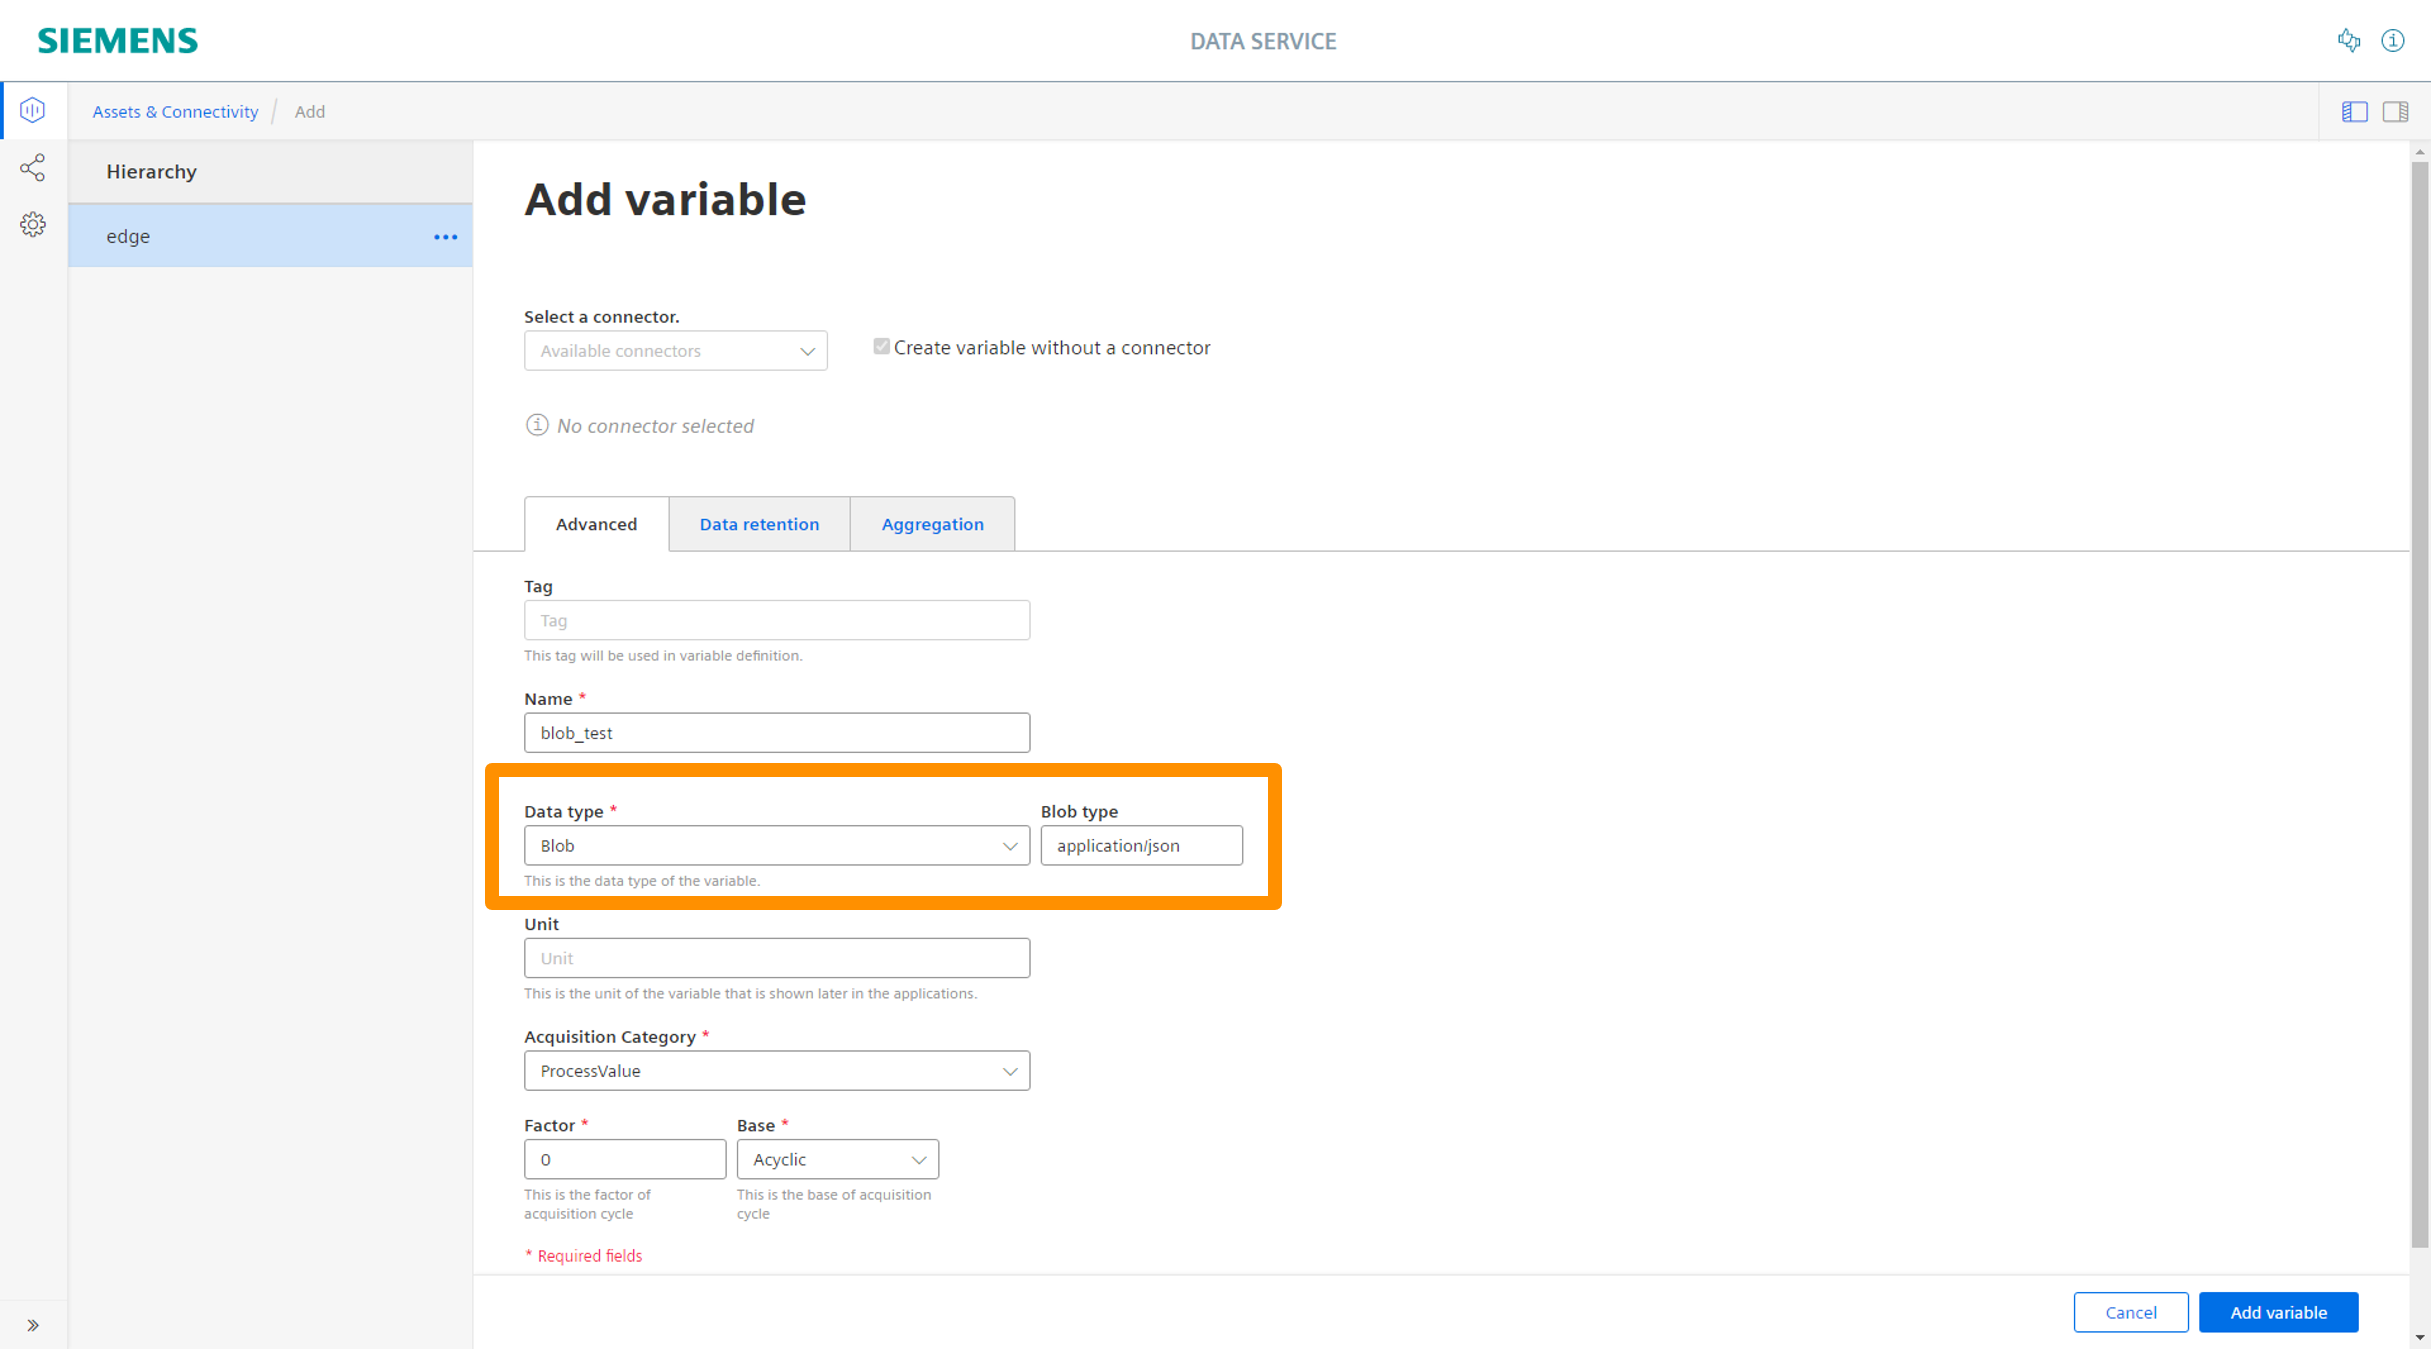 SIEMENS
DATA SERVICE
Assets & Connectivity / Add
Hierarchy
edge
Add variable
Select a connector.
Available connectors
Create variable without a connector
No connector selected
Advanced
Data retention
Aggregation
Tag
Tag
This tag will be used in variable definition.
Name *
blob_test
Data type *
Blob type
Blob
application/json
This is the data type of the variable.
Unit
Unit
This is the unit of the variable that is shown later in the applications.
Acquisition Category *
ProcessValue
Factor *
Base *
0
Acyclic
This is the factor of
acquisition cycle
This is the base of acquisition
cycle
* Required fields
Cancel
Add variable